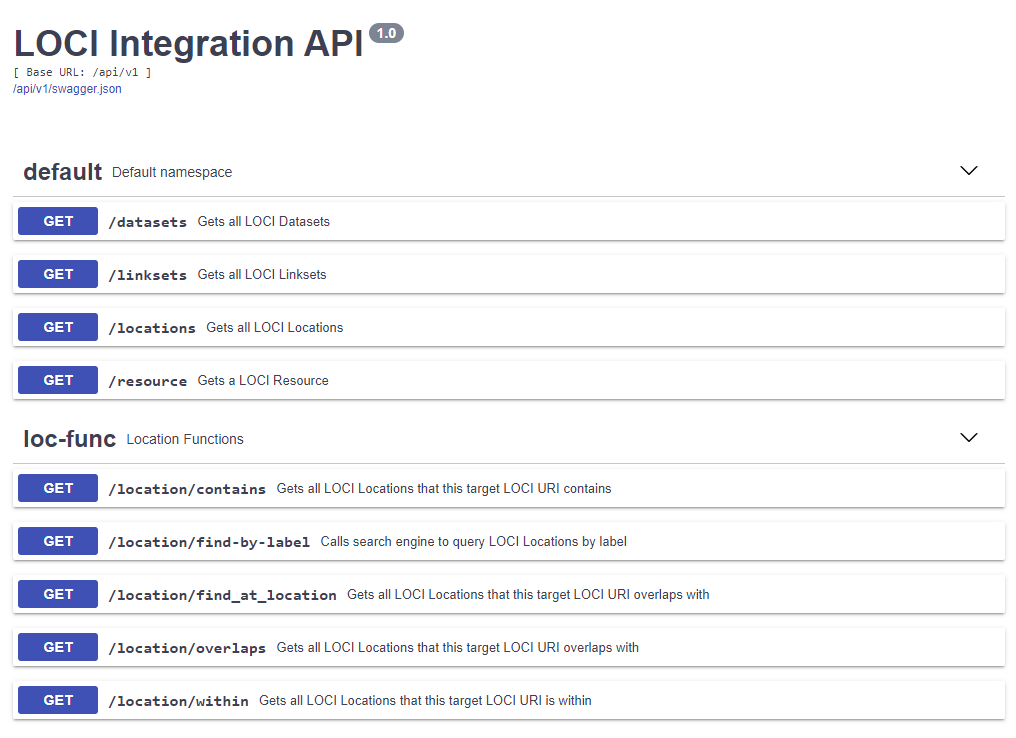 LOCI Integration API 1.0
[ Base URL: /api/v1 ]
/api/v1/swagger.json
default Default namespace
GET /datasets Gets all LOCI Datasets
GET /linksets Gets all LOCI Linksets
GET /locations Gets all LOCI Locations
GET /resource Gets a LOCI Resource
loc-func Location Functions
GET /location/contains Gets all LOCI Locations that this target LOCI URI contains
GET /location/find-by-label Calls search engine to query LOCI Locations by label
GET /location/find_at_location Gets all LOCI Locations that this target LOCI URI overlaps with
GET /location/overlaps Gets all LOCI Locations that this target LOCI URI overlaps with
GET /location/within Gets all LOCI Locations that this target LOCI URI is within